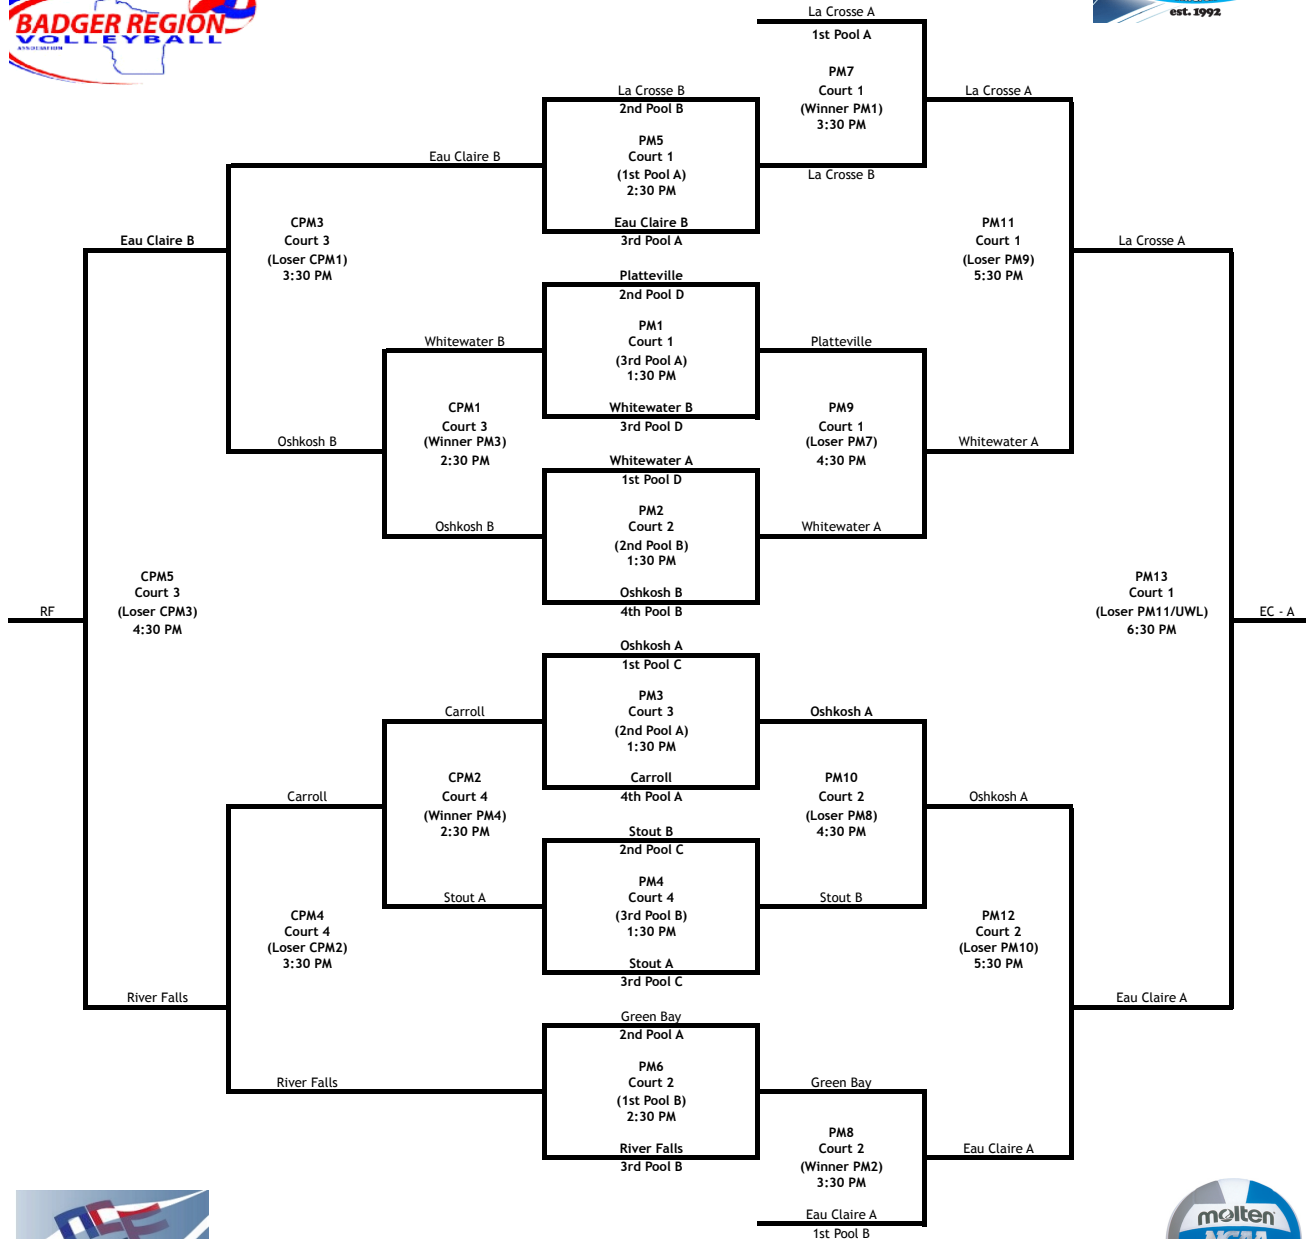 BADGER REGION
VOLLEYBALL
ASSOCIATION
est. 1992
La Crosse A
1st Pool A
PM7
Court 1
(Winner PM1)
3:30 PM
La Crosse B
La Crosse A
La Crosse B
2nd Pool B
PM5
Court 1
(1st Pool A)
2:30 PM
Eau Claire B
3rd Pool A
Eau Claire B
CPM3
Court 3
(Loser CPM1)
3:30 PM
Eau Claire B
PM11
Court 1
(Loser PM9)
5:30 PM
La Crosse A
Platteville
2nd Pool D
PM1
Court 1
(3rd Pool A)
1:30 PM
Whitewater B
3rd Pool D
Whitewater B
Platteville
CPM1
Court 3
(Winner PM3)
2:30 PM
PM9
Court 1
(Loser PM7)
4:30 PM
Oshkosh B
Whitewater A
Whitewater A
1st Pool D
PM2
Court 2
(2nd Pool B)
1:30 PM
Oshkosh B
4th Pool B
Oshkosh B
Whitewater A
CPM5
Court 3
(Loser CPM3)
4:30 PM
RF
PM13
Court 1
(Loser PM11/UWL)
6:30 PM
EC - A
Oshkosh A
1st Pool C
PM3
Court 3
(2nd Pool A)
1:30 PM
Carroll
4th Pool A
Carroll
Oshkosh A
CPM2
Court 4
(Winner PM4)
2:30 PM
PM10
Court 2
(Loser PM8)
4:30 PM
Carroll
Oshkosh A
Stout B
2nd Pool C
PM4
Court 4
(3rd Pool B)
1:30 PM
Stout A
3rd Pool C
Stout A
Stout B
CPM4
Court 4
(Loser CPM2)
3:30 PM
PM12
Court 2
(Loser PM10)
5:30 PM
River Falls
Eau Claire A
Green Bay
2nd Pool A
PM6
Court 2
(1st Pool B)
2:30 PM
River Falls
3rd Pool B
River Falls
Green Bay
PM8
Court 2
(Winner PM2)
3:30 PM
Eau Claire A
Eau Claire A
1st Pool B
molten
NCAA